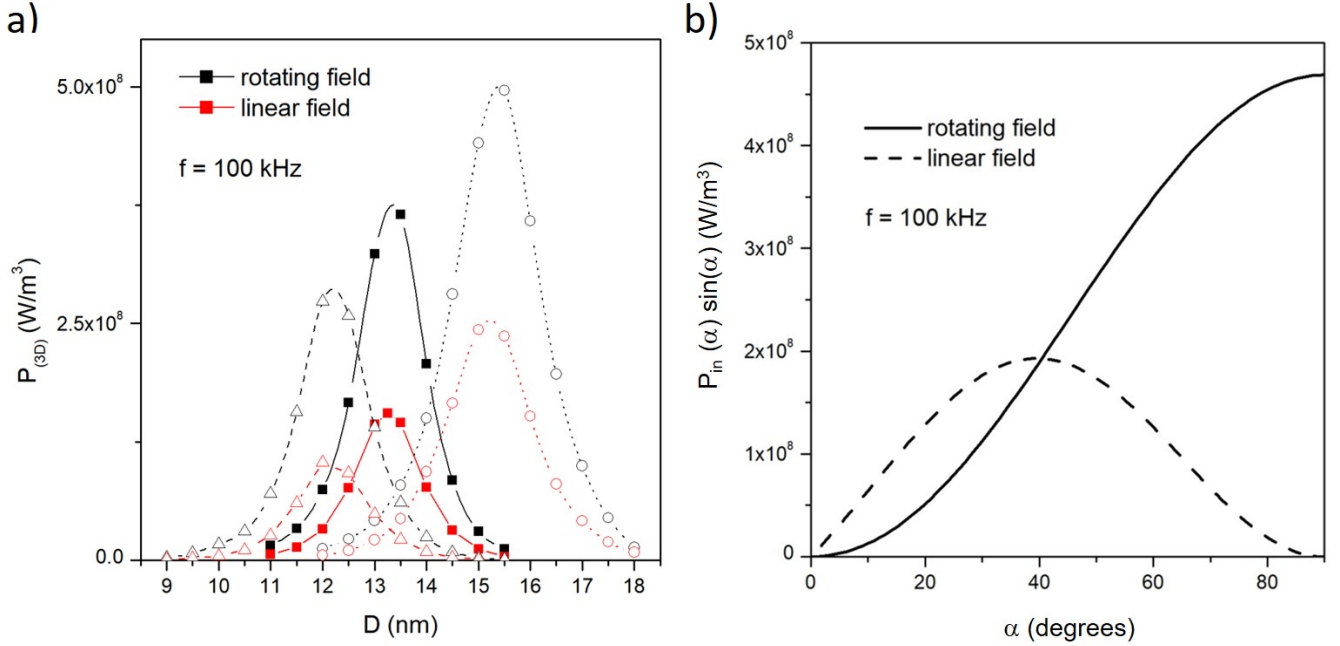 a)
5.0x10⁸
2.5x10⁸
0.0
P(3D) (W/m³)
rotating field
linear field
f = 100 kHz
9 10 11 12 13 14 15 16 17 18
D (nm)
b)
5x10⁸
4x10⁸
3x10⁸
2x10⁸
1x10⁸
0
Pin (α) sin(α) (W/m³)
rotating field
linear field
f = 100 kHz
0 20 40 60 80
α (degrees)